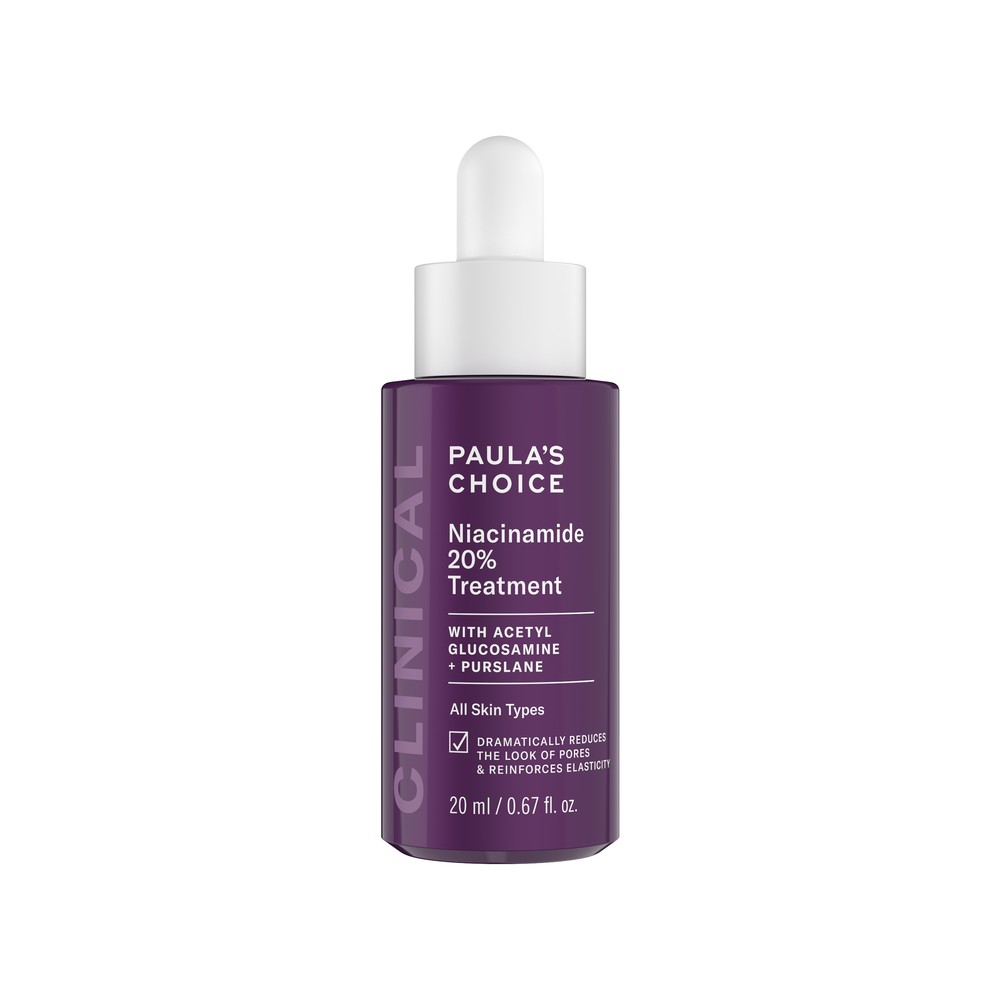 CLINICAL
PAULA'S
CHOICE
Niacinamide
20%
Treatment
WITH ACETYL
GLUCOSAMINE
+ PURSLANE
All Skin Types
DRAMATICALLY REDUCES
THE LOOK OF PORES
& REINFORCES ELASTICITY
20 ml / 0.67 fl. oz.